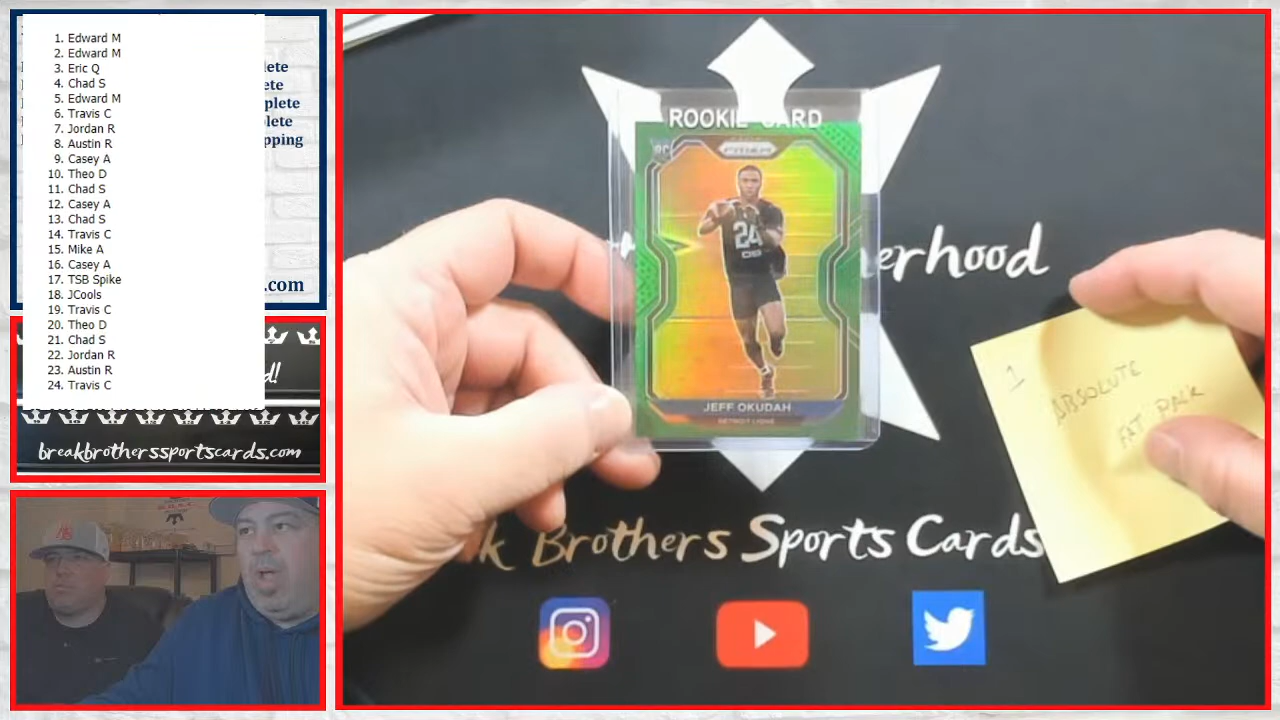 1. Edward M
2. Edward M
3. Eric Q
4. Chad S
5. Edward M
6. Travis C
7. Jordan R
8. Austin R
9. Casey A
10. Theo D
11. Chad S
12. Casey A
13. Chad S
14. Travis C
15. Mike A
16. Casey A
17. TSB Spike
18. JCools
19. Travis C
20. Theo D
21. Chad S
22. Jordan R
23. Austin R
24. Travis C
lete
ete
plete
lete
pping
.com
d!
breakbrotherssportscards.com
ROOKIE CARD
RC
PRIZM
24
DB
JEFF OKUDAH
DETROIT LIONS
erhood
1
ABSOLUTE
FAT PACK
k Brothers Sports Cards